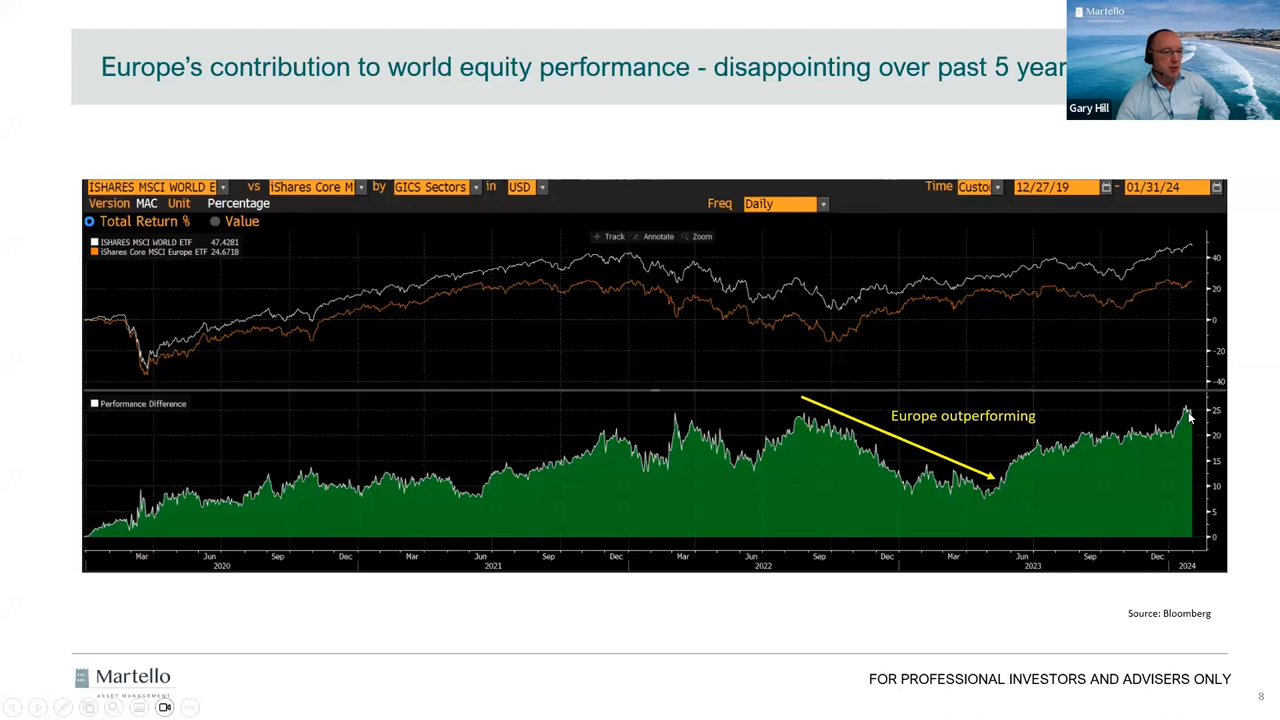 Martello
Gary Hill
Europe's contribution to world equity performance - disappointing over past 5 year
ISHARES MSCI WORLD E vs iShares Core M by GICS Sectors in USD Time Custo 12/27/19 - 01/31/24
Version MAC Unit Percentage Freq Daily
Total Return % Value
Track Annotate Zoom
ISHARES MSCI WORLD ETF 47.4281
iShares Core MSCI Europe ETF 24.6718
40
20
0
-20
-40
Performance Difference
Europe outperforming
25
20
15
10
5
0
Mar Jun Sep Dec Mar Jun Sep Dec Mar Jun Sep Dec Mar Jun Sep Dec
2020 2021 2022 2023 2024
Source: Bloomberg
Martello
ASSET MANAGEMENT
FOR PROFESSIONAL INVESTORS AND ADVISERS ONLY
8